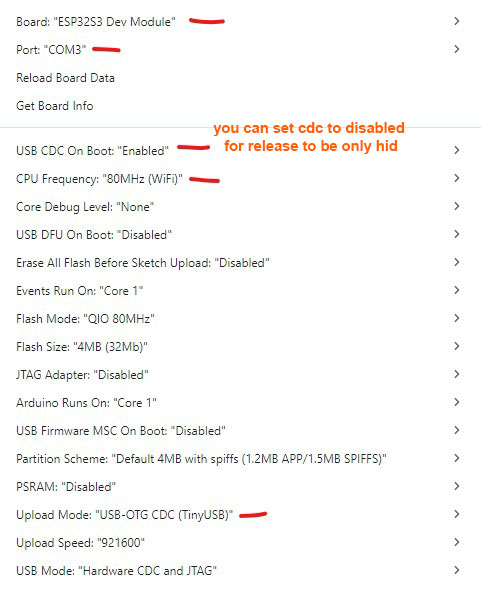 Board: "ESP32S3 Dev Module"
Port: "COM3"
Reload Board Data
Get Board Info
you can set cdc to disabled
for release to be only hid
USB CDC On Boot: "Enabled"
CPU Frequency: "80MHz (WiFi)"
Core Debug Level: "None"
USB DFU On Boot: "Disabled"
Erase All Flash Before Sketch Upload: "Disabled"
Events Run On: "Core 1"
Flash Mode: "QIO 80MHz"
Flash Size: "4MB (32Mb)"
JTAG Adapter: "Disabled"
Arduino Runs On: "Core 1"
USB Firmware MSC On Boot: "Disabled"
Partition Scheme: "Default 4MB with spiffs (1.2MB APP/1.5MB SPIFFS)"
PSRAM: "Disabled"
Upload Mode: "USB-OTG CDC (TinyUSB)"
Upload Speed: "921600"
USB Mode: "Hardware CDC and JTAG"